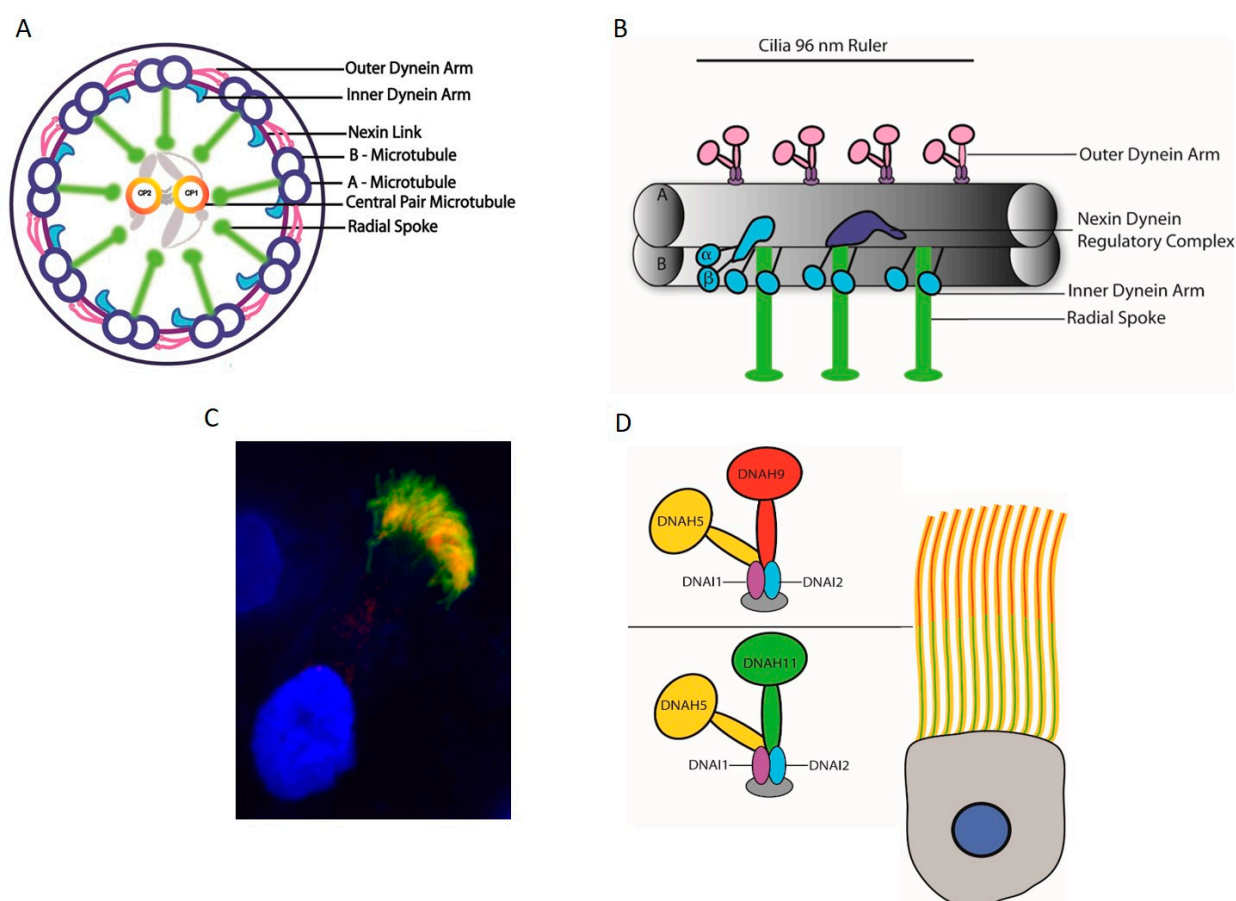 A
Outer Dynein Arm
Inner Dynein Arm
Nexin Link
B - Microtubule
A - Microtubule
Central Pair Microtubule
Radial Spoke
CP2
CP1
B
Cilia 96 nm Ruler
Outer Dynein Arm
A
Nexin Dynein
Regulatory Complex
B
α
β
Inner Dynein Arm
Radial Spoke
C
D
DNAH9
DNAH5
DNAI1
DNAI2
DNAH11
DNAH5
DNAI1
DNAI2